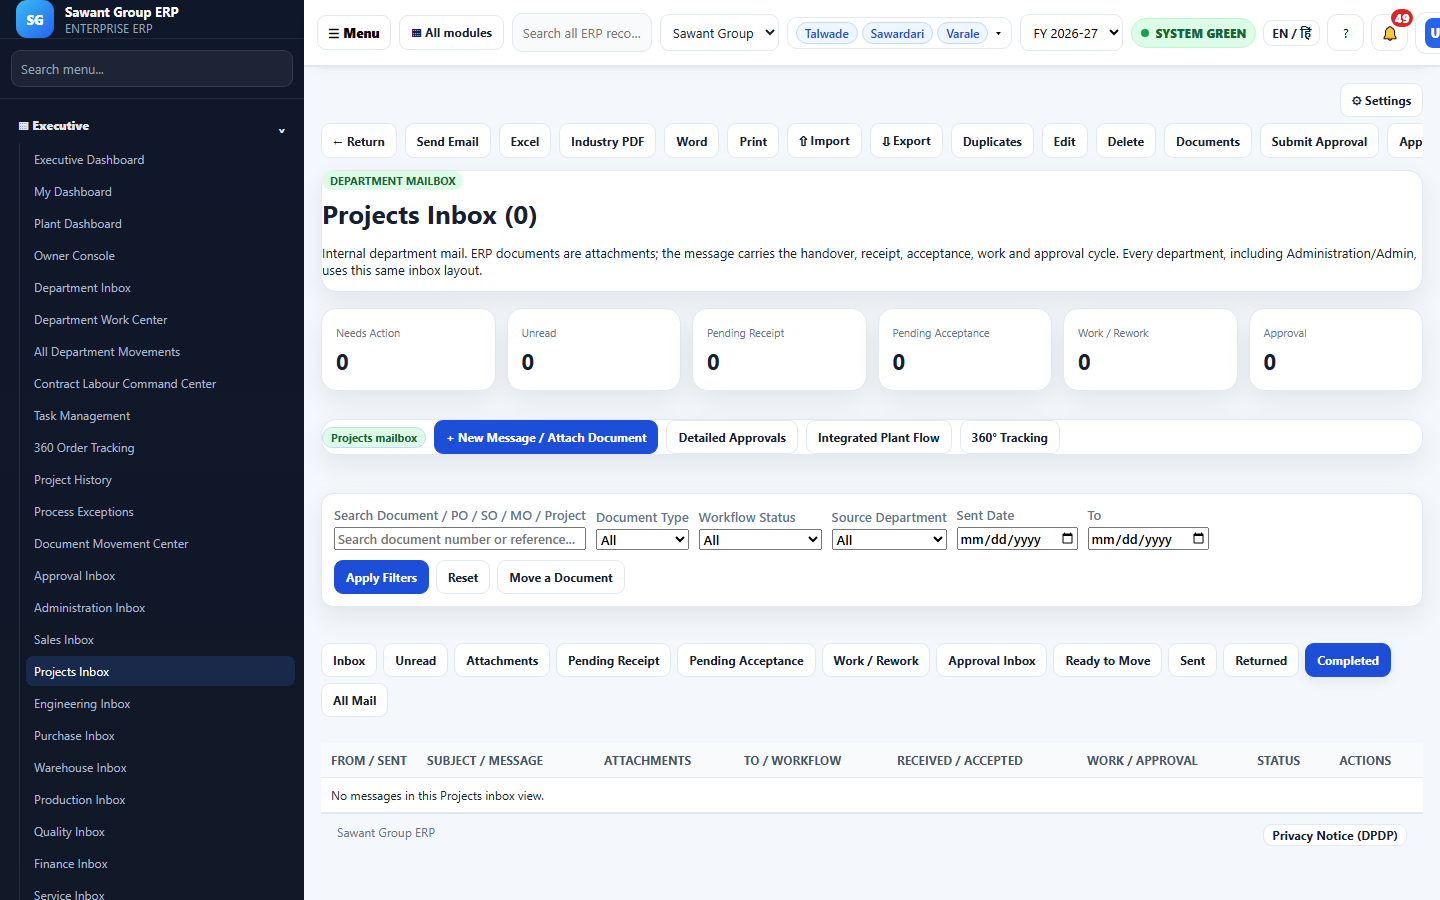 SG
Sawant Group ERP
ENTERPRISE ERP
Search menu...
Executive
Executive Dashboard
My Dashboard
Plant Dashboard
Owner Console
Department Inbox
Department Work Center
All Department Movements
Contract Labour Command Center
Task Management
360 Order Tracking
Project History
Process Exceptions
Document Movement Center
Approval Inbox
Administration Inbox
Sales Inbox
Projects Inbox
Engineering Inbox
Purchase Inbox
Warehouse Inbox
Production Inbox
Quality Inbox
Finance Inbox
Service Inbox
☰ Menu
All modules
Search all ERP reco...
Sawant Group
Talwade Sawardari Varale
FY 2026-27
SYSTEM GREEN
EN / हिं
?
49
U
⚙ Settings
← Return
Send Email
Excel
Industry PDF
Word
Print
⇧ Import
⇩ Export
Duplicates
Edit
Delete
Documents
Submit Approval
App
DEPARTMENT MAILBOX
Projects Inbox (0)
Internal department mail. ERP documents are attachments; the message carries the handover, receipt, acceptance, work and approval cycle. Every department, including Administration/Admin,
uses this same inbox layout.
Needs Action
0
Unread
0
Pending Receipt
0
Pending Acceptance
0
Work / Rework
0
Approval
0
Projects mailbox
+ New Message / Attach Document
Detailed Approvals
Integrated Plant Flow
360° Tracking
Search Document / PO / SO / MO / Project
Search document number or reference...
Document Type
All
Workflow Status
All
Source Department
All
Sent Date
mm/dd/yyyy
To
mm/dd/yyyy
Apply Filters
Reset
Move a Document
Inbox
Unread
Attachments
Pending Receipt
Pending Acceptance
Work / Rework
Approval Inbox
Ready to Move
Sent
Returned
Completed
All Mail
FROM / SENT SUBJECT / MESSAGE ATTACHMENTS TO / WORKFLOW RECEIVED / ACCEPTED WORK / APPROVAL STATUS ACTIONS
No messages in this Projects inbox view.
Sawant Group ERP
Privacy Notice (DPDP)